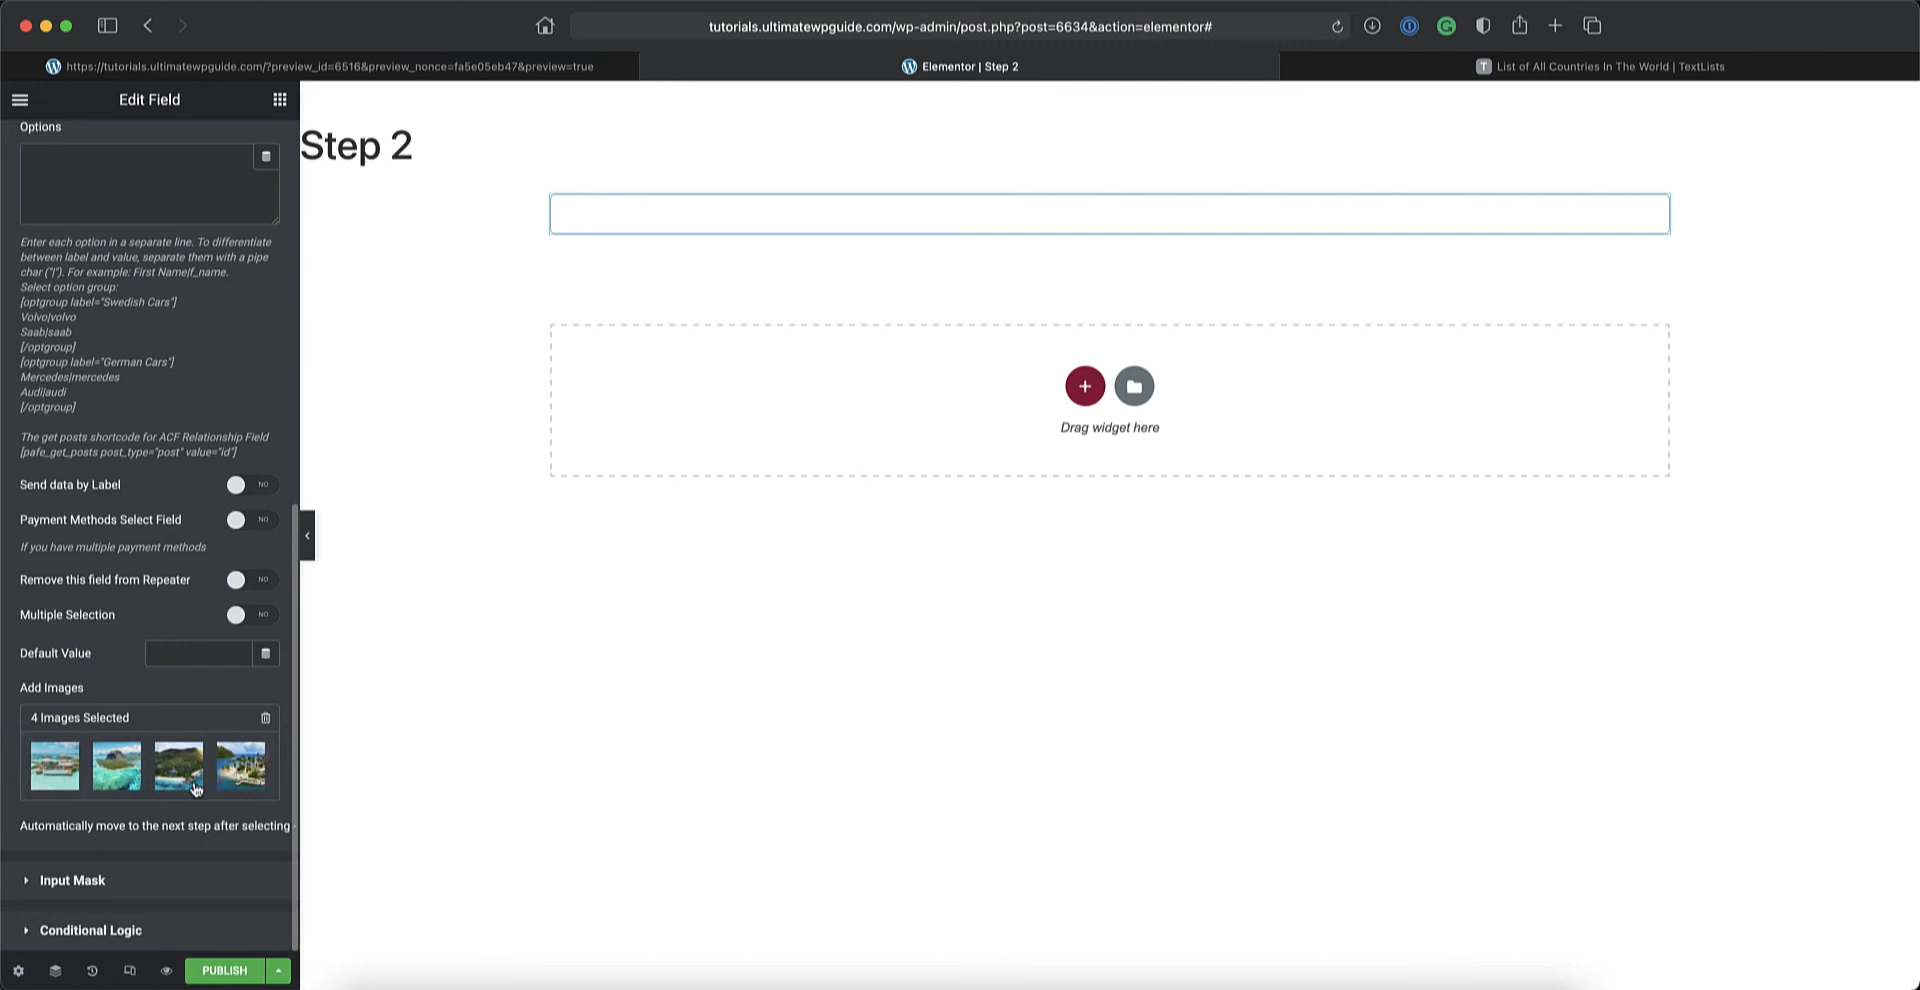 tutorials.ultimatewpguide.com/wp-admin/post.php?post=6634&action=elementor#
https://tutorials.ultimatewpguide.com/?preview_id=6516&preview_nonce=fa5e05eb47&preview=true
Elementor | Step 2
T List of All Countries In The World | TextLists
Edit Field
Options
Enter each option in a separate line. To differentiate
between label and value, separate them with a pipe
char ("|"). For example: First Name|f_name.
Select option group:
[optgroup label="Swedish Cars"]
Volvo|volvo
Saab|saab
[/optgroup]
[optgroup label="German Cars"]
Mercedes|mercedes
Audi|audi
[/optgroup]
The get posts shortcode for ACF Relationship Field
[pafe_get_posts post_type="post" value="id"]
Send data by Label NO
Payment Methods Select Field NO
If you have multiple payment methods
Remove this field from Repeater NO
Multiple Selection NO
Default Value
Add Images
4 Images Selected
Automatically move to the next step after selecting
Input Mask
Conditional Logic
PUBLISH
Step 2
Drag widget here